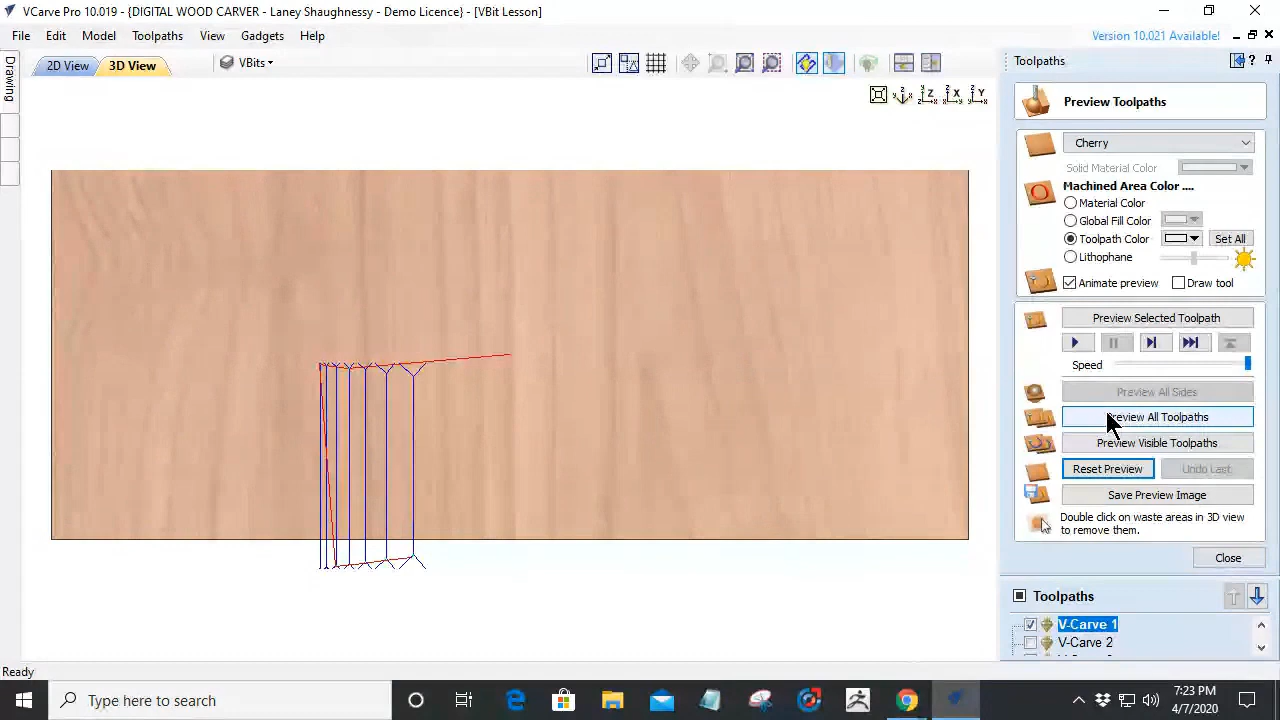 VCarve Pro 10.019 - {DIGITAL WOOD CARVER - Laney Shaughnessy - Demo Licence} - [VBit Lesson]
File Edit Model Toolpaths View Gadgets Help
Version 10.021 Available!
Drawing
2D View
3D View
VBits
Toolpaths
Preview Toolpaths
Cherry
Solid Material Color
Machined Area Color ....
Material Color
Global Fill Color
Toolpath Color
Set All
Lithophane
Animate preview
Draw tool
Preview Selected Toolpath
Speed
Preview All Sides
Preview All Toolpaths
Preview Visible Toolpaths
Reset Preview
Undo Last
Save Preview Image
Double click on waste areas in 3D view
to remove them.
Close
Toolpaths
V-Carve 1
V-Carve 2
Ready
Type here to search
7:23 PM
4/7/2020